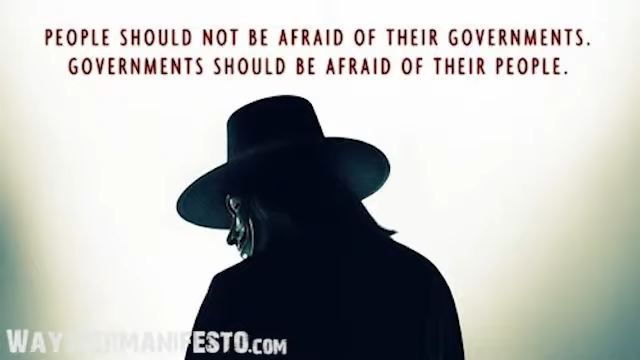 PEOPLE SHOULD NOT BE AFRAID OF THEIR GOVERNMENTS.
GOVERNMENTS SHOULD BE AFRAID OF THEIR PEOPLE.